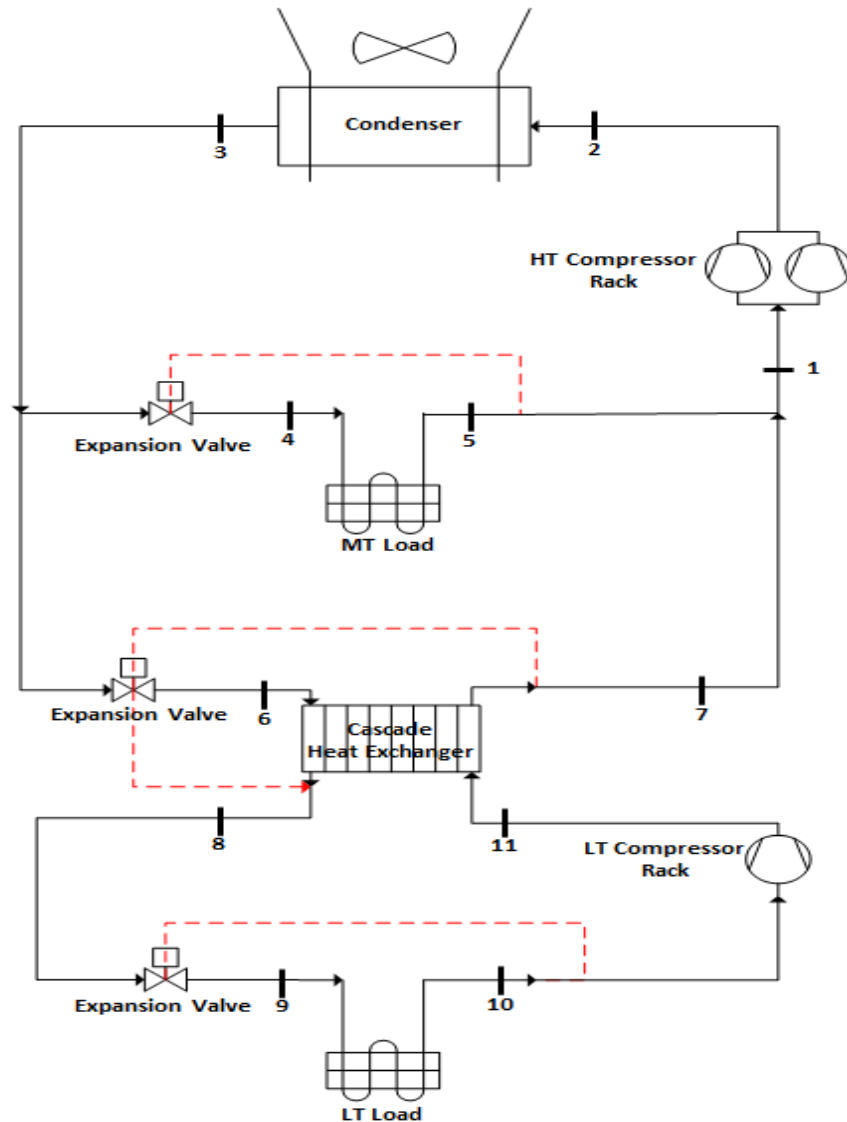 Condenser
3
2
HT Compressor
Rack
1
Expansion Valve
4
5
MT Load
Expansion Valve
6
7
Cascade
Heat Exchanger
8
11
LT Compressor
Rack
Expansion Valve
9
10
LT Load